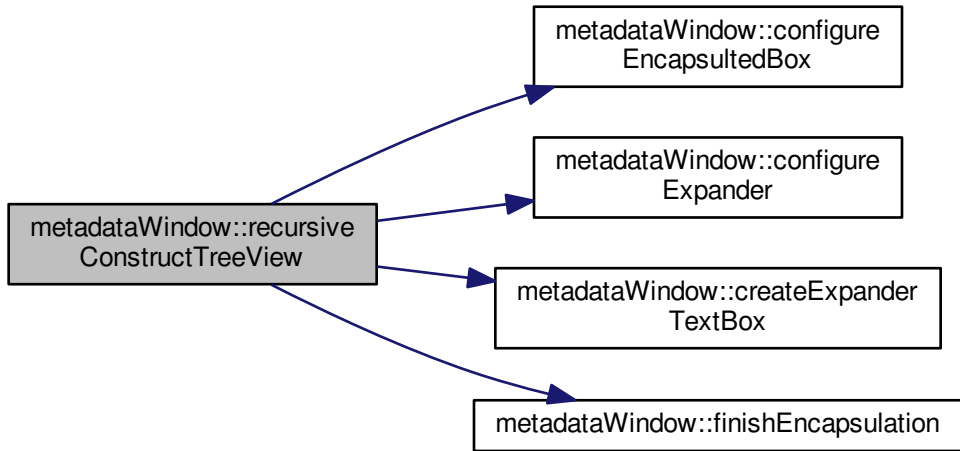 metadataWindow::configure
EncapsultedBox
metadataWindow::configure
Expander
metadataWindow::recursive
ConstructTreeView
metadataWindow::createExpander
TextBox
metadataWindow::finishEncapsulation